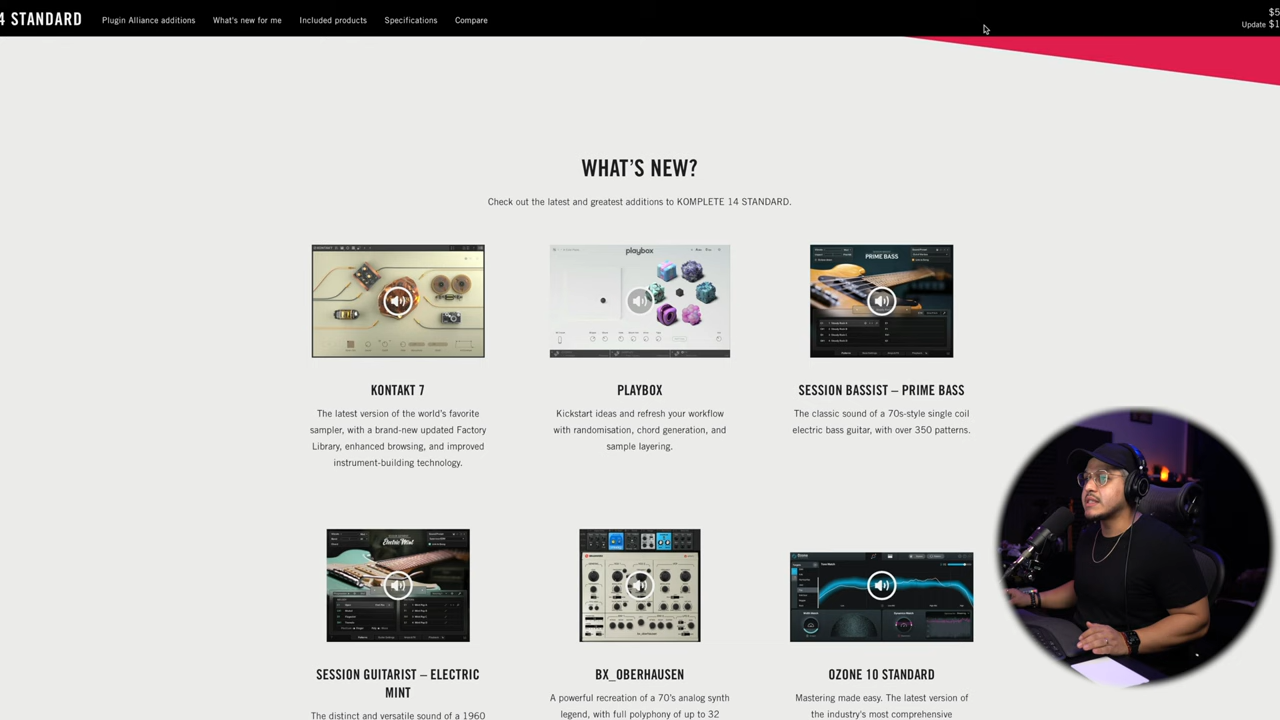 4 STANDARD
Plugin Alliance additions
What's new for me
Included products
Specifications
Compare
$5
Update $1
WHAT'S NEW?
Check out the latest and greatest additions to KOMPLETE 14 STANDARD.
playbox
PRIME BASS
KONTAKT 7
The latest version of the world's favorite
sampler, with a brand-new updated Factory
Library, enhanced browsing, and improved
instrument-building technology.
PLAYBOX
Kickstart ideas and refresh your workflow
with randomisation, chord generation, and
sample layering.
SESSION BASSIST – PRIME BASS
The classic sound of a 70s-style single coil
electric bass guitar, with over 350 patterns.
Electric Mint
SESSION GUITARIST – ELECTRIC
MINT
The distinct and versatile sound of a 1960
BX_OBERHAUSEN
A powerful recreation of a 70's analog synth
legend, with full polyphony of up to 32
OZONE 10 STANDARD
Mastering made easy. The latest version of
the industry's most comprehensive